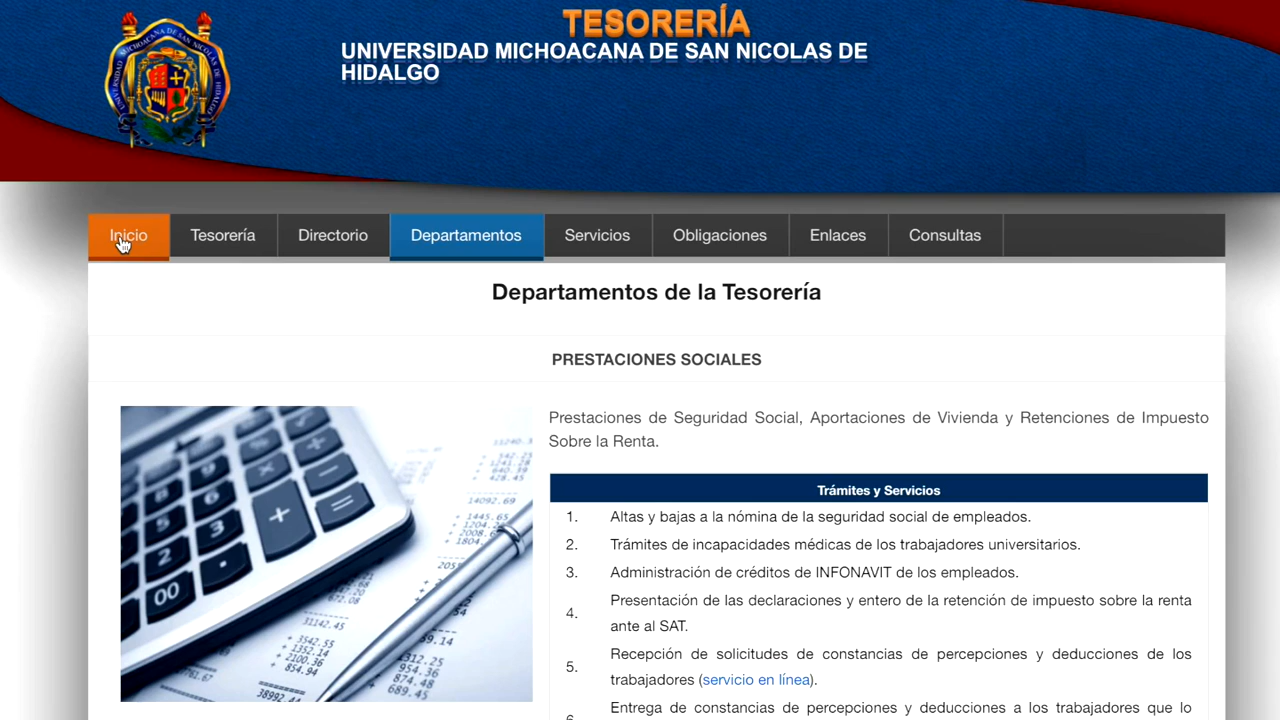 TESORERÍA
UNIVERSIDAD MICHOACANA DE SAN NICOLAS DE
HIDALGO
Inicio
Tesorería
Directorio
Departamentos
Servicios
Obligaciones
Enlaces
Consultas
Departamentos de la Tesorería
PRESTACIONES SOCIALES
Prestaciones de Seguridad Social, Aportaciones de Vivienda y Retenciones de Impuesto
Sobre la Renta.
Trámites y Servicios
1. Altas y bajas a la nómina de la seguridad social de empleados.
2. Trámites de incapacidades médicas de los trabajadores universitarios.
3. Administración de créditos de INFONAVIT de los empleados.
4. Presentación de las declaraciones y entero de la retención de impuesto sobre la renta
ante al SAT.
5. Recepción de solicitudes de constancias de percepciones y deducciones de los
trabajadores (servicio en línea).
Entrega de constancias de percepciones y deducciones a los trabajadores que lo